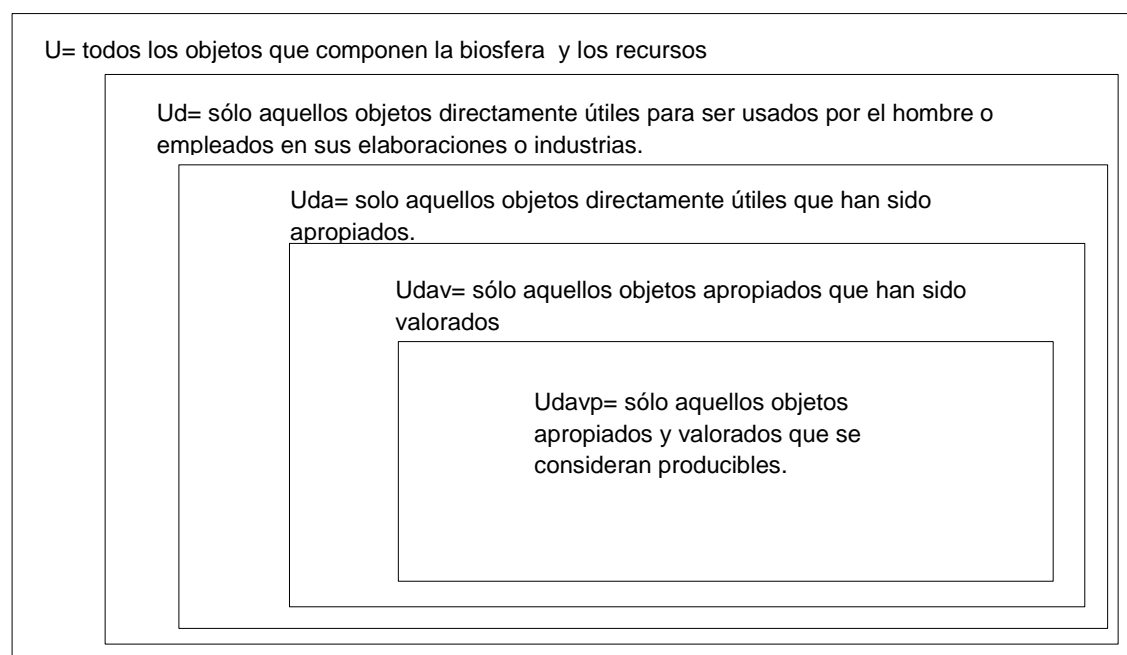 U= todos los objetos que componen la biosfera y los recursos
Ud= sólo aquellos objetos directamente útiles para ser usados por el hombre o
empleados en sus elaboraciones o industrias.
Uda= solo aquellos objetos directamente útiles que han sido
apropiados.
Udav= sólo aquellos objetos apropiados que han sido
valorados
Udavp= sólo aquellos objetos
apropiados y valorados que se
consideran producibles.